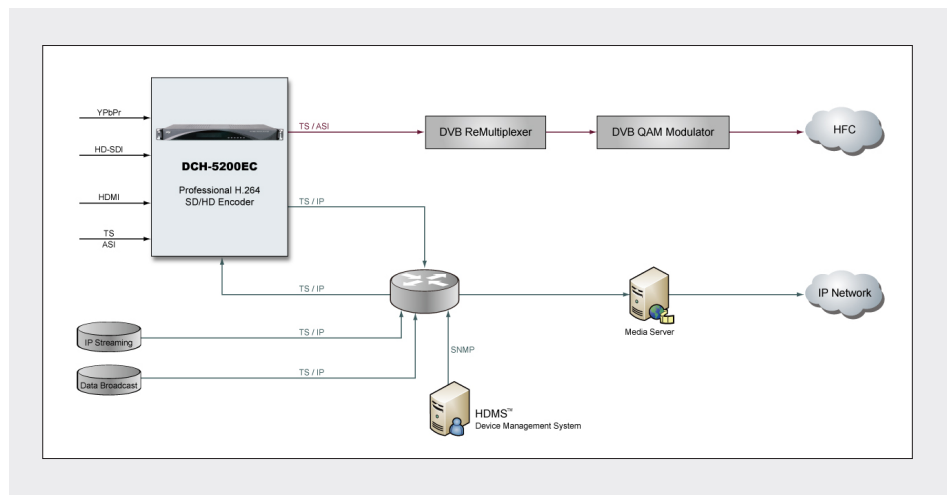 YPbPr
HD-SDI
HDMI
TS
ASI
DCH-5200EC
Professional H.264
SD/HD Encoder
TS / ASI
DVB ReMultiplexer
DVB QAM Modulator
HFC
TS / IP
TS / IP
IP Streaming
TS / IP
Data Broadcast
TS / IP
SNMP
Media Server
IP Network
HDMS™
Device Management System